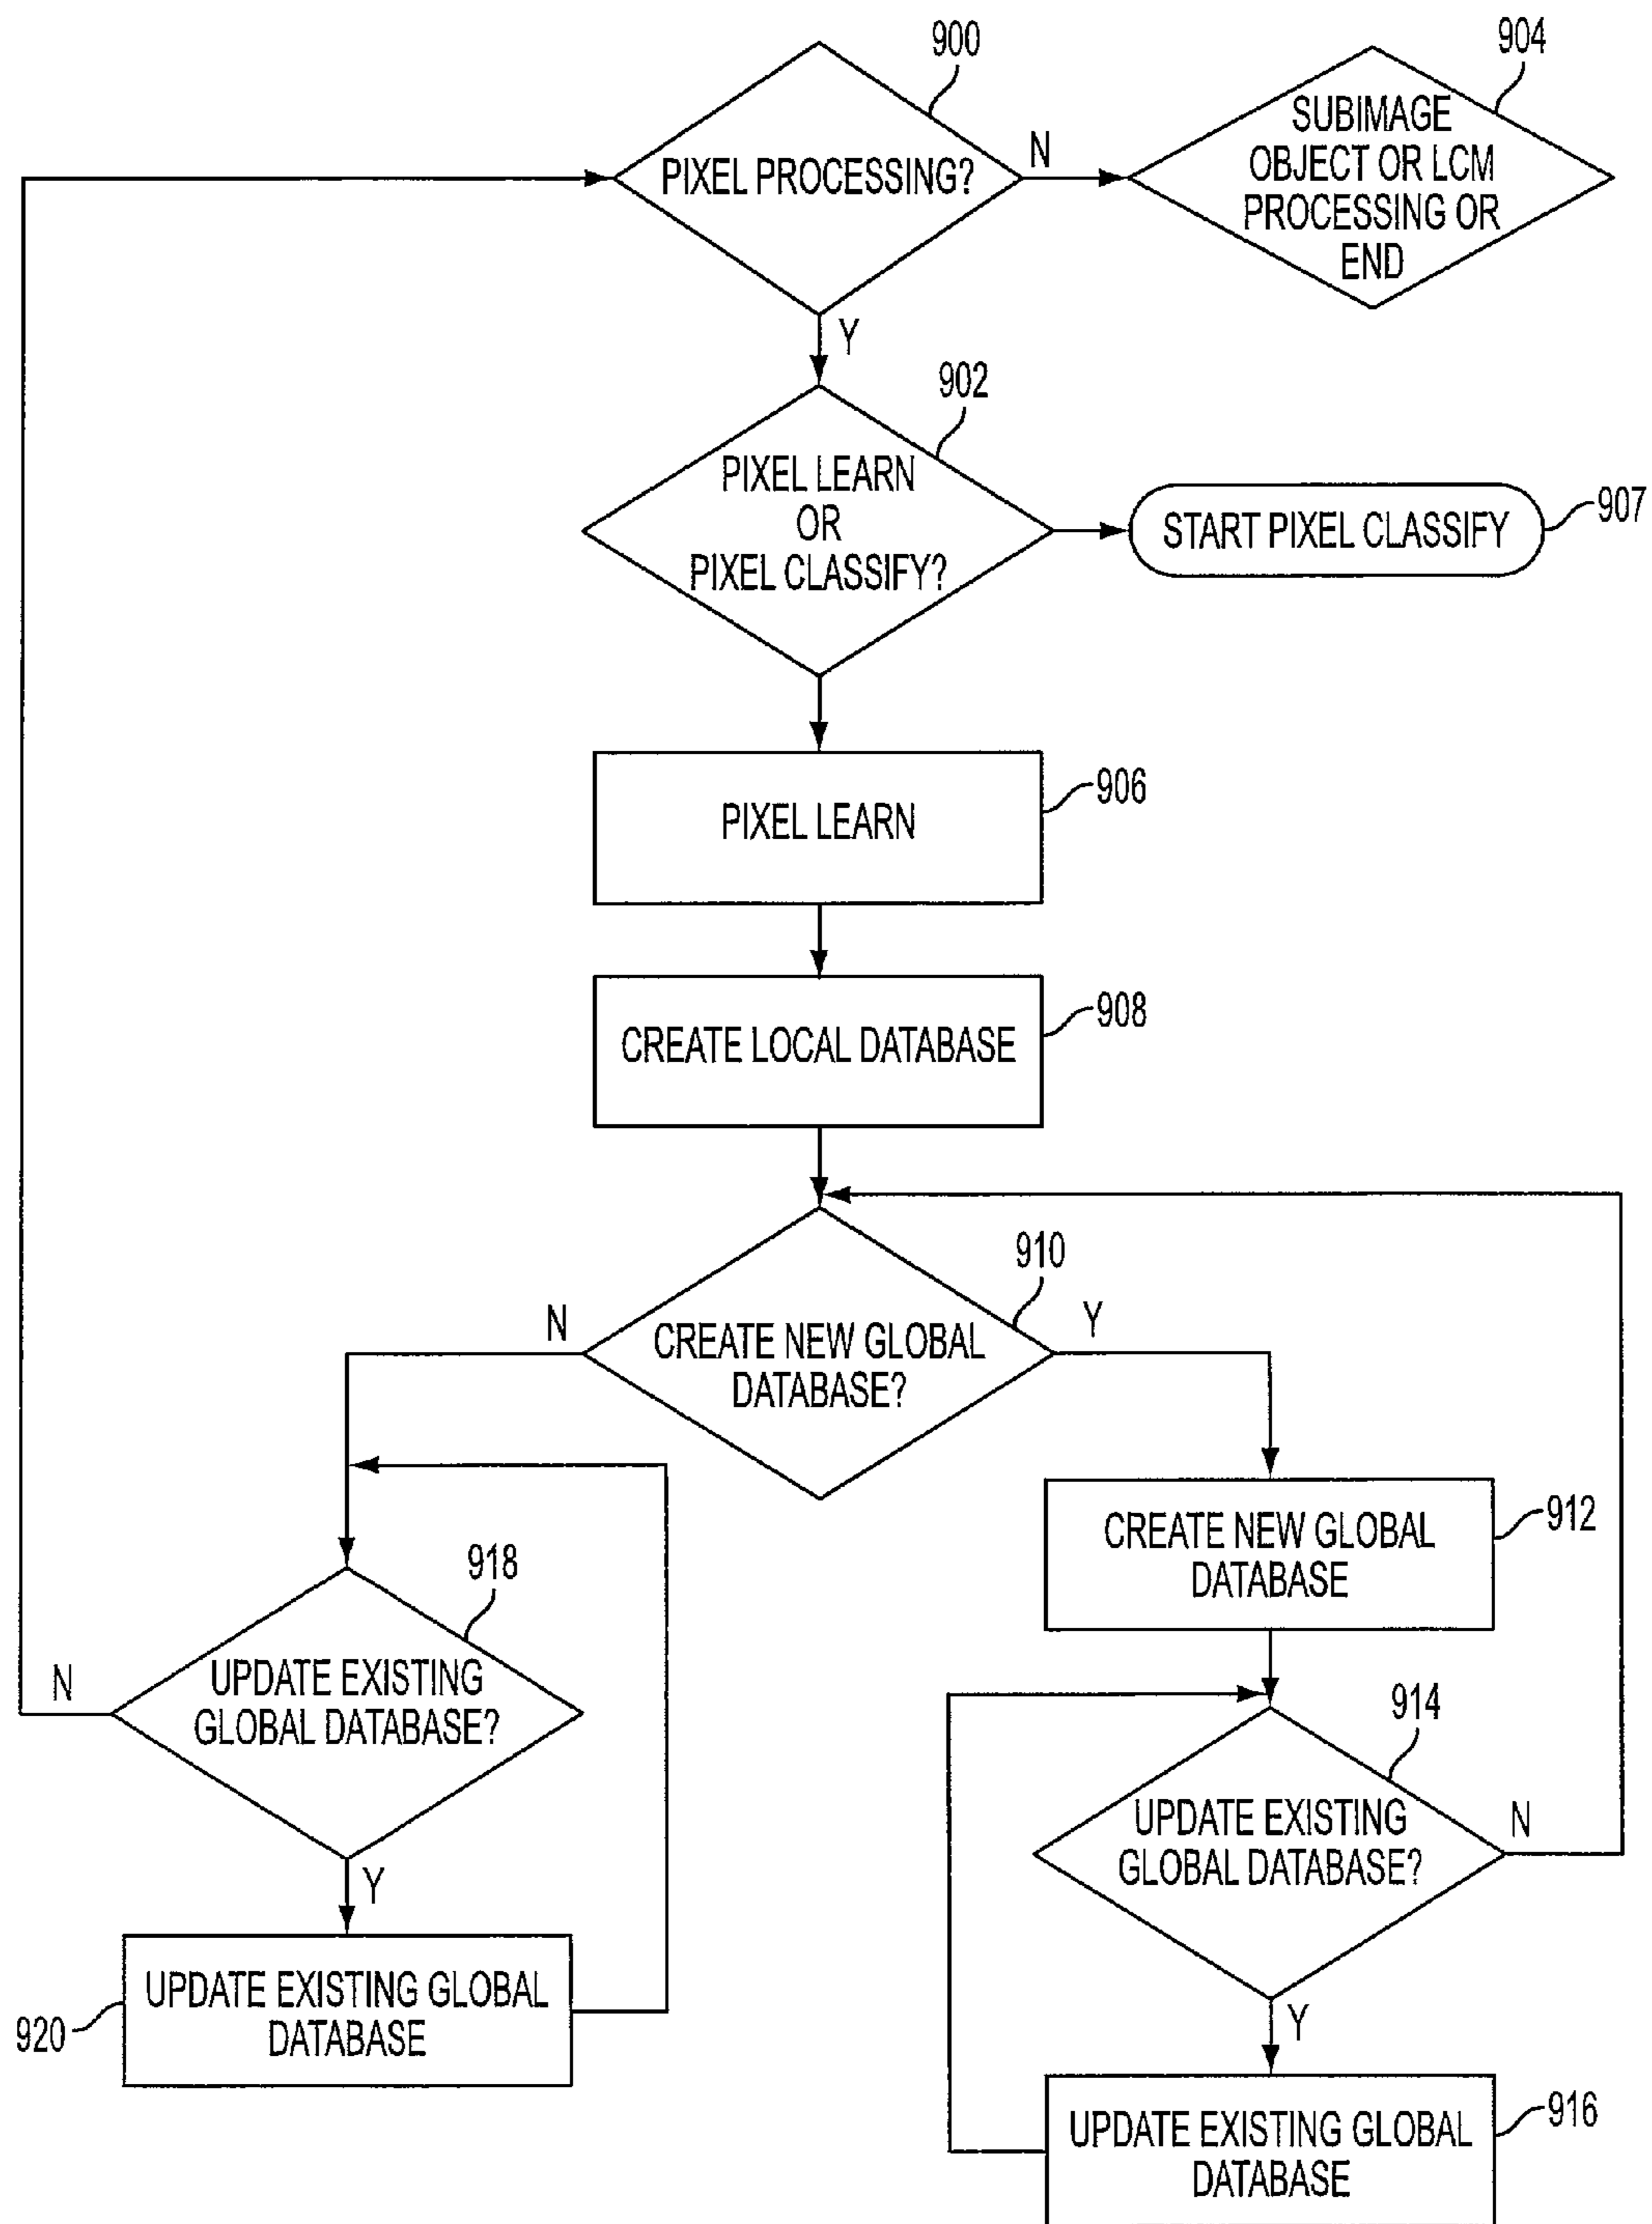 900
904
PIXEL PROCESSING?
N
SUBIMAGE
OBJECT OR LCM
PROCESSING OR
END
Y
902
PIXEL LEARN
OR
PIXEL CLASSIFY?
START PIXEL CLASSIFY
907
PIXEL LEARN
906
CREATE LOCAL DATABASE
908
910
N
CREATE NEW GLOBAL
DATABASE?
Y
CREATE NEW GLOBAL
DATABASE
912
918
N
UPDATE EXISTING
GLOBAL DATABASE?
Y
914
UPDATE EXISTING
GLOBAL DATABASE?
N
Y
UPDATE EXISTING GLOBAL
DATABASE
920
UPDATE EXISTING GLOBAL
DATABASE
916